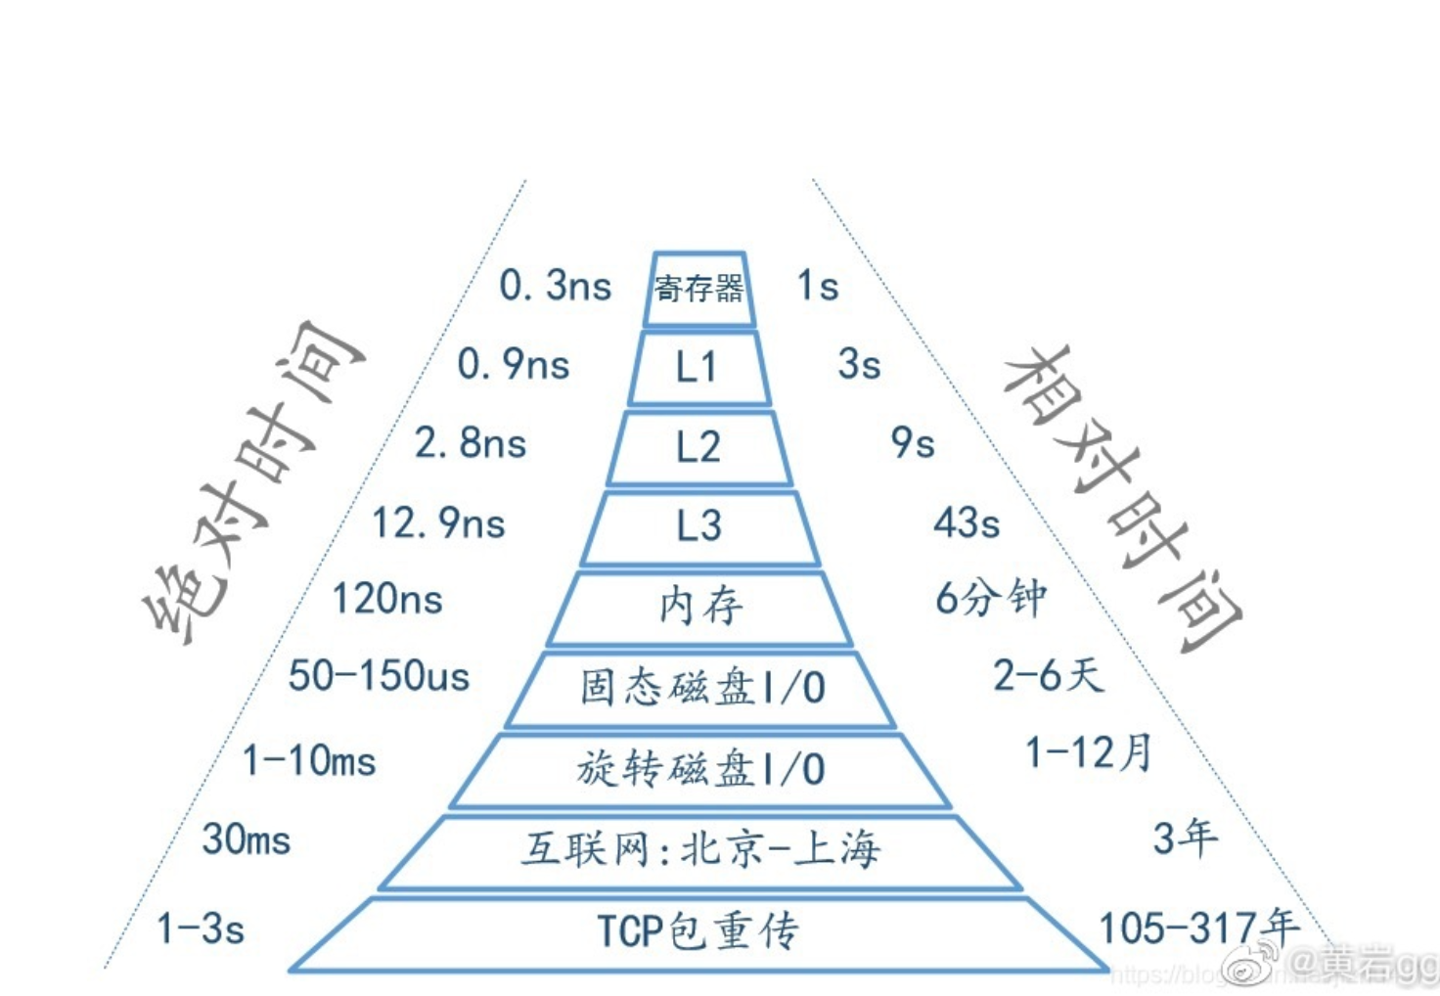 0.3ns 寄存器 1s
0.9ns L1 3s
2.8ns L2 9s
12.9ns L3 43s
120ns 内存 6分钟
50-150us 固态磁盘I/O 2-6天
1-10ms 旋转磁盘I/O 1-12月
30ms 互联网:北京-上海 3年
1-3s TCP包重传 105-317年
绝对时间
相对时间
@黄岩gg
https://blog